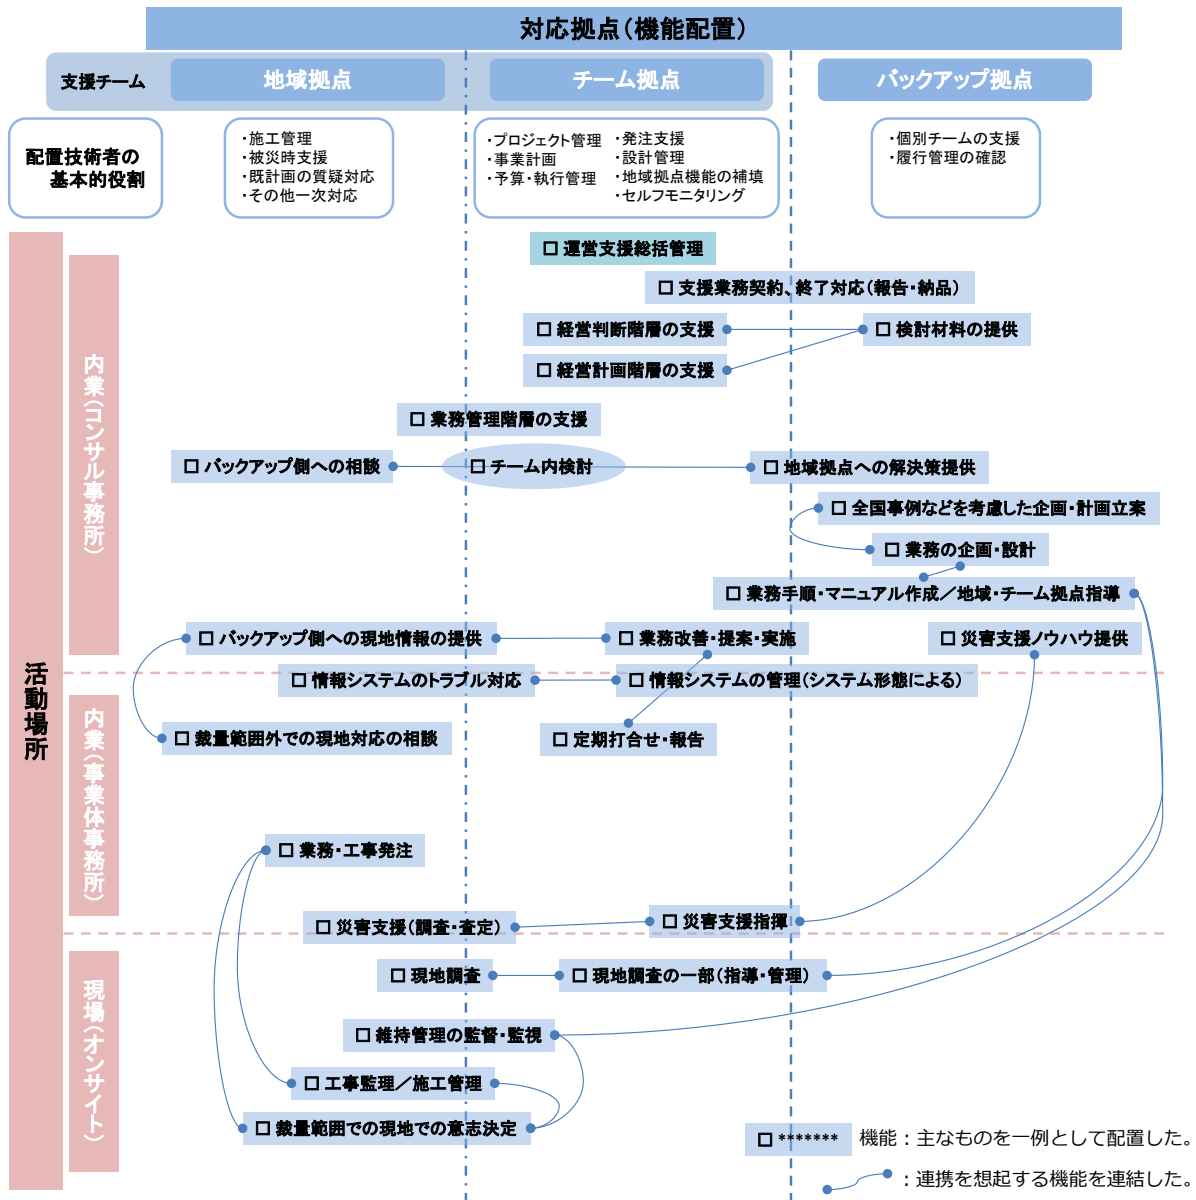 対応拠点（機能配置）
支援チーム
地域拠点
チーム拠点
バックアップ拠点
配置技術者の
基本的役割
・施工管理
・被災時支援
・既計画の質疑対応
・その他一次対応
・プロジェクト管理
・事業計画
・予算・執行管理
・発注支援
・設計管理
・地域拠点機能の補填
・セルフモニタリング
・個別チームの支援
・履行管理の確認
活動場所
内業（コンサル事務所）
□ 運営支援総括管理
□ 支援業務契約、終了対応（報告・納品）
□ 経営判断階層の支援
□ 検討材料の提供
□ 経営計画階層の支援
□ 業務管理階層の支援
□ バックアップ側への相談
□ チーム内検討
□ 地域拠点への解決策提供
□ 全国事例などを考慮した企画・計画立案
□ 業務の企画・設計
□ 業務手順・マニュアル作成／地域・チーム拠点指導
□ バックアップ側への現地情報の提供
□ 業務改善・提案・実施
□ 災害支援ノウハウ提供
□ 情報システムのトラブル対応
□ 情報システムの管理（システム形態による）
内業（事業体事務所）
□ 裁量範囲外での現地対応の相談
□ 定期打合せ・報告
□ 業務・工事発注
□ 災害支援（調査・査定）
□ 災害支援指揮
現場（オンサイト）
□ 現地調査
□ 現地調査の一部（指導・管理）
□ 維持管理の監督・監視
□ 工事監理／施工管理
□ 裁量範囲での現地での意志決定
□ ******* 機能：主なものを一例として配置した。
：連携を想起する機能を連結した。